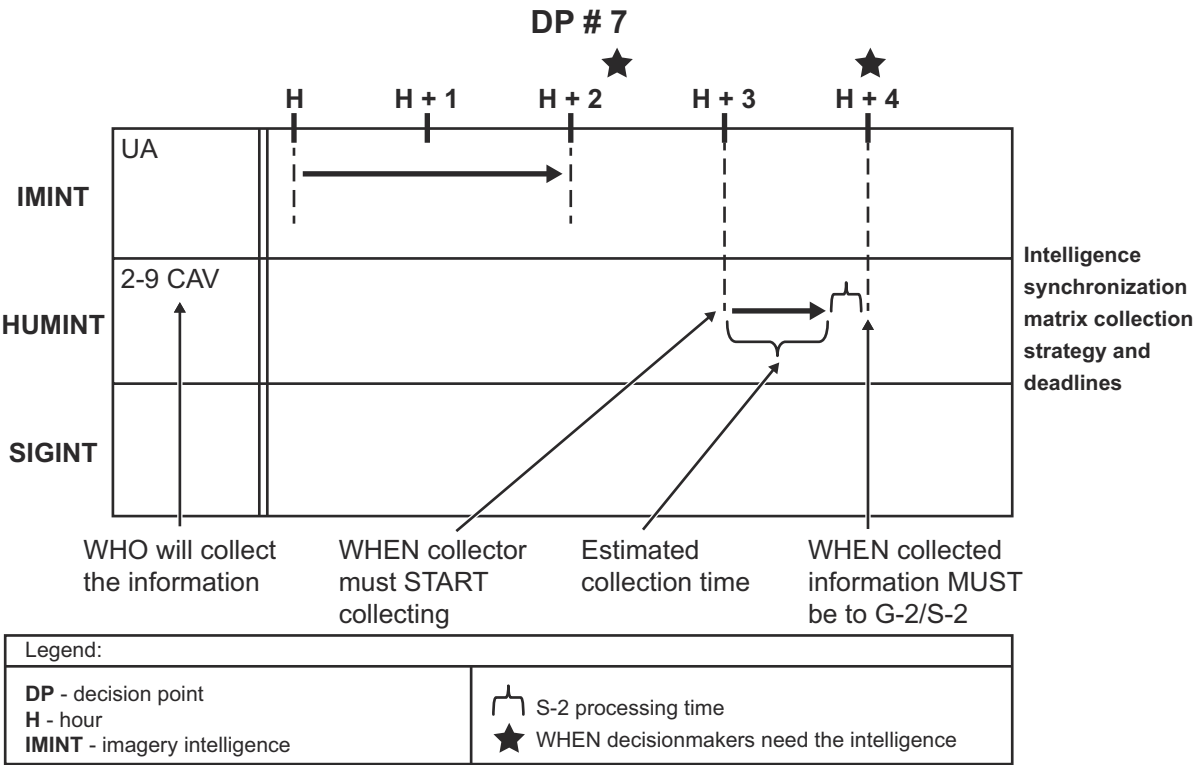 DP # 7
H
H + 1
H + 2
H + 3
H + 4
IMINT
UA
HUMINT
2-9 CAV
SIGINT
Intelligence
synchronization
matrix collection
strategy and
deadlines
WHO will collect
the information
WHEN collector
must START
collecting
Estimated
collection time
WHEN collected
information MUST
be to G-2/S-2
Legend:
DP - decision point
H - hour
IMINT - imagery intelligence
S-2 processing time
WHEN decisionmakers need the intelligence